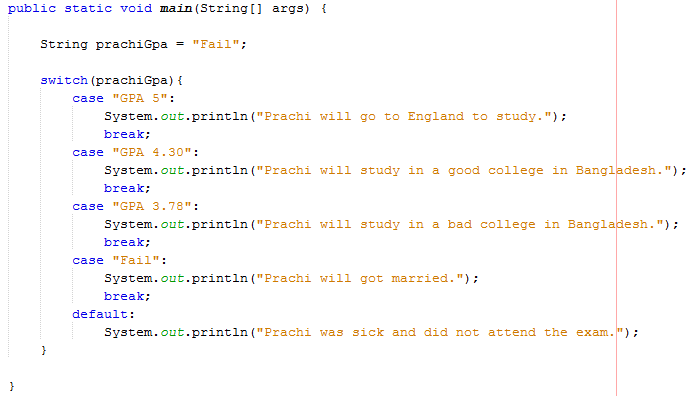 public static void main(String[] args) {
String prachiGpa = "Fail";
switch(prachiGpa){
case "GPA 5":
System.out.println("Prachi will go to England to study.");
break;
case "GPA 4.30":
System.out.println("Prachi will study in a good college in Bangladesh.");
break;
case "GPA 3.78":
System.out.println("Prachi will study in a bad college in Bangladesh.");
break;
case "Fail":
System.out.println("Prachi will got married.");
break;
default:
System.out.println("Prachi was sick and did not attend the exam.");
}
}